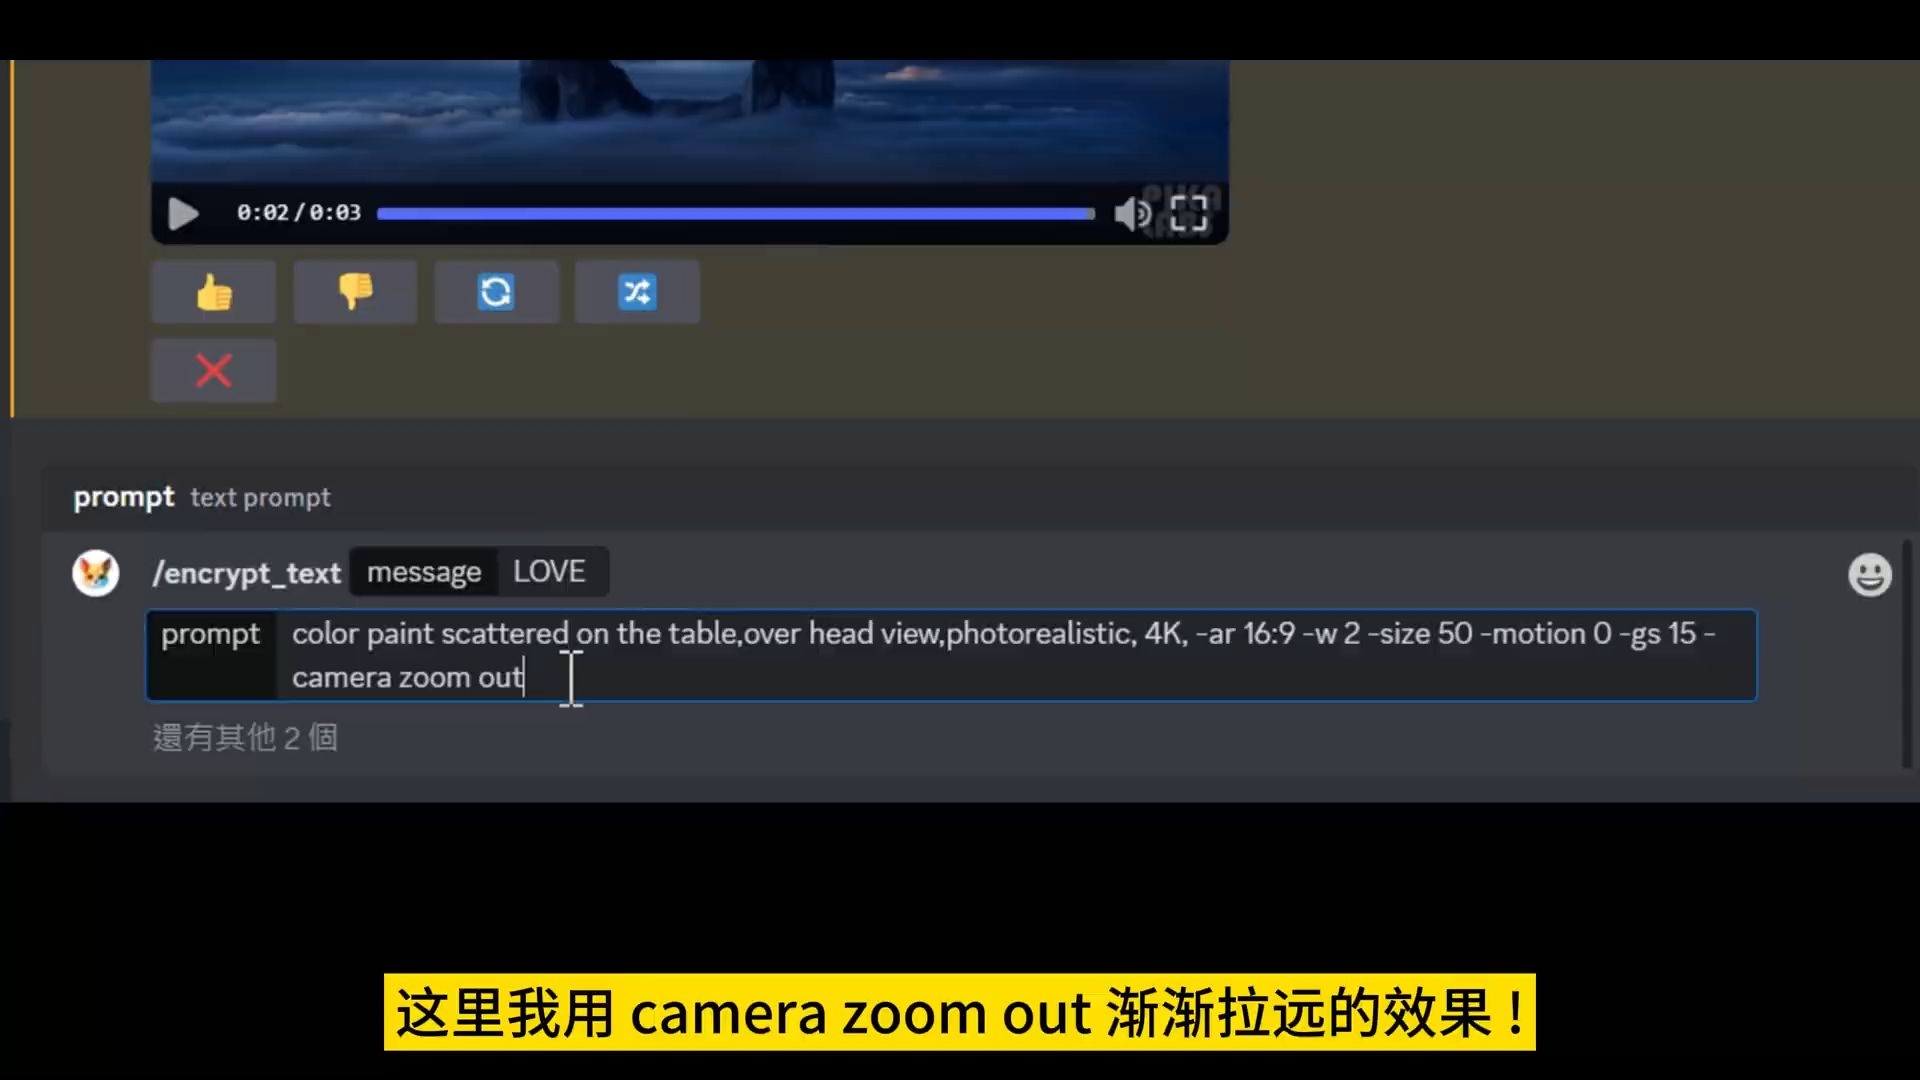 0:02/0:03
PIKA
LABS
prompt text prompt
/encrypt_text message LOVE
prompt color paint scattered on the table,over head view,photorealistic, 4K, -ar 16:9 -w 2 -size 50 -motion 0 -gs 15 -
camera zoom out
還有其他 2 個
这里我用 camera zoom out 渐渐拉远的效果！